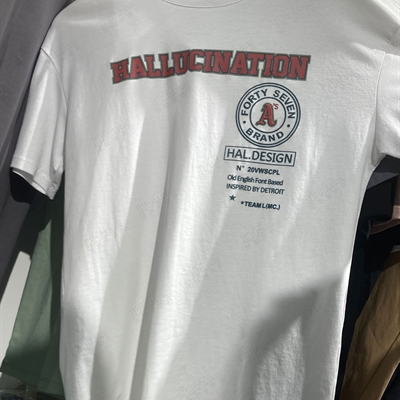 HALLUCINATION
FORTY SEVEN
A's
BRAND
HAL.DESIGN
N° 20VWSCPL
Old English Font Based
INSPIRED BY DETROIT
★ *TEAM L(MC.)